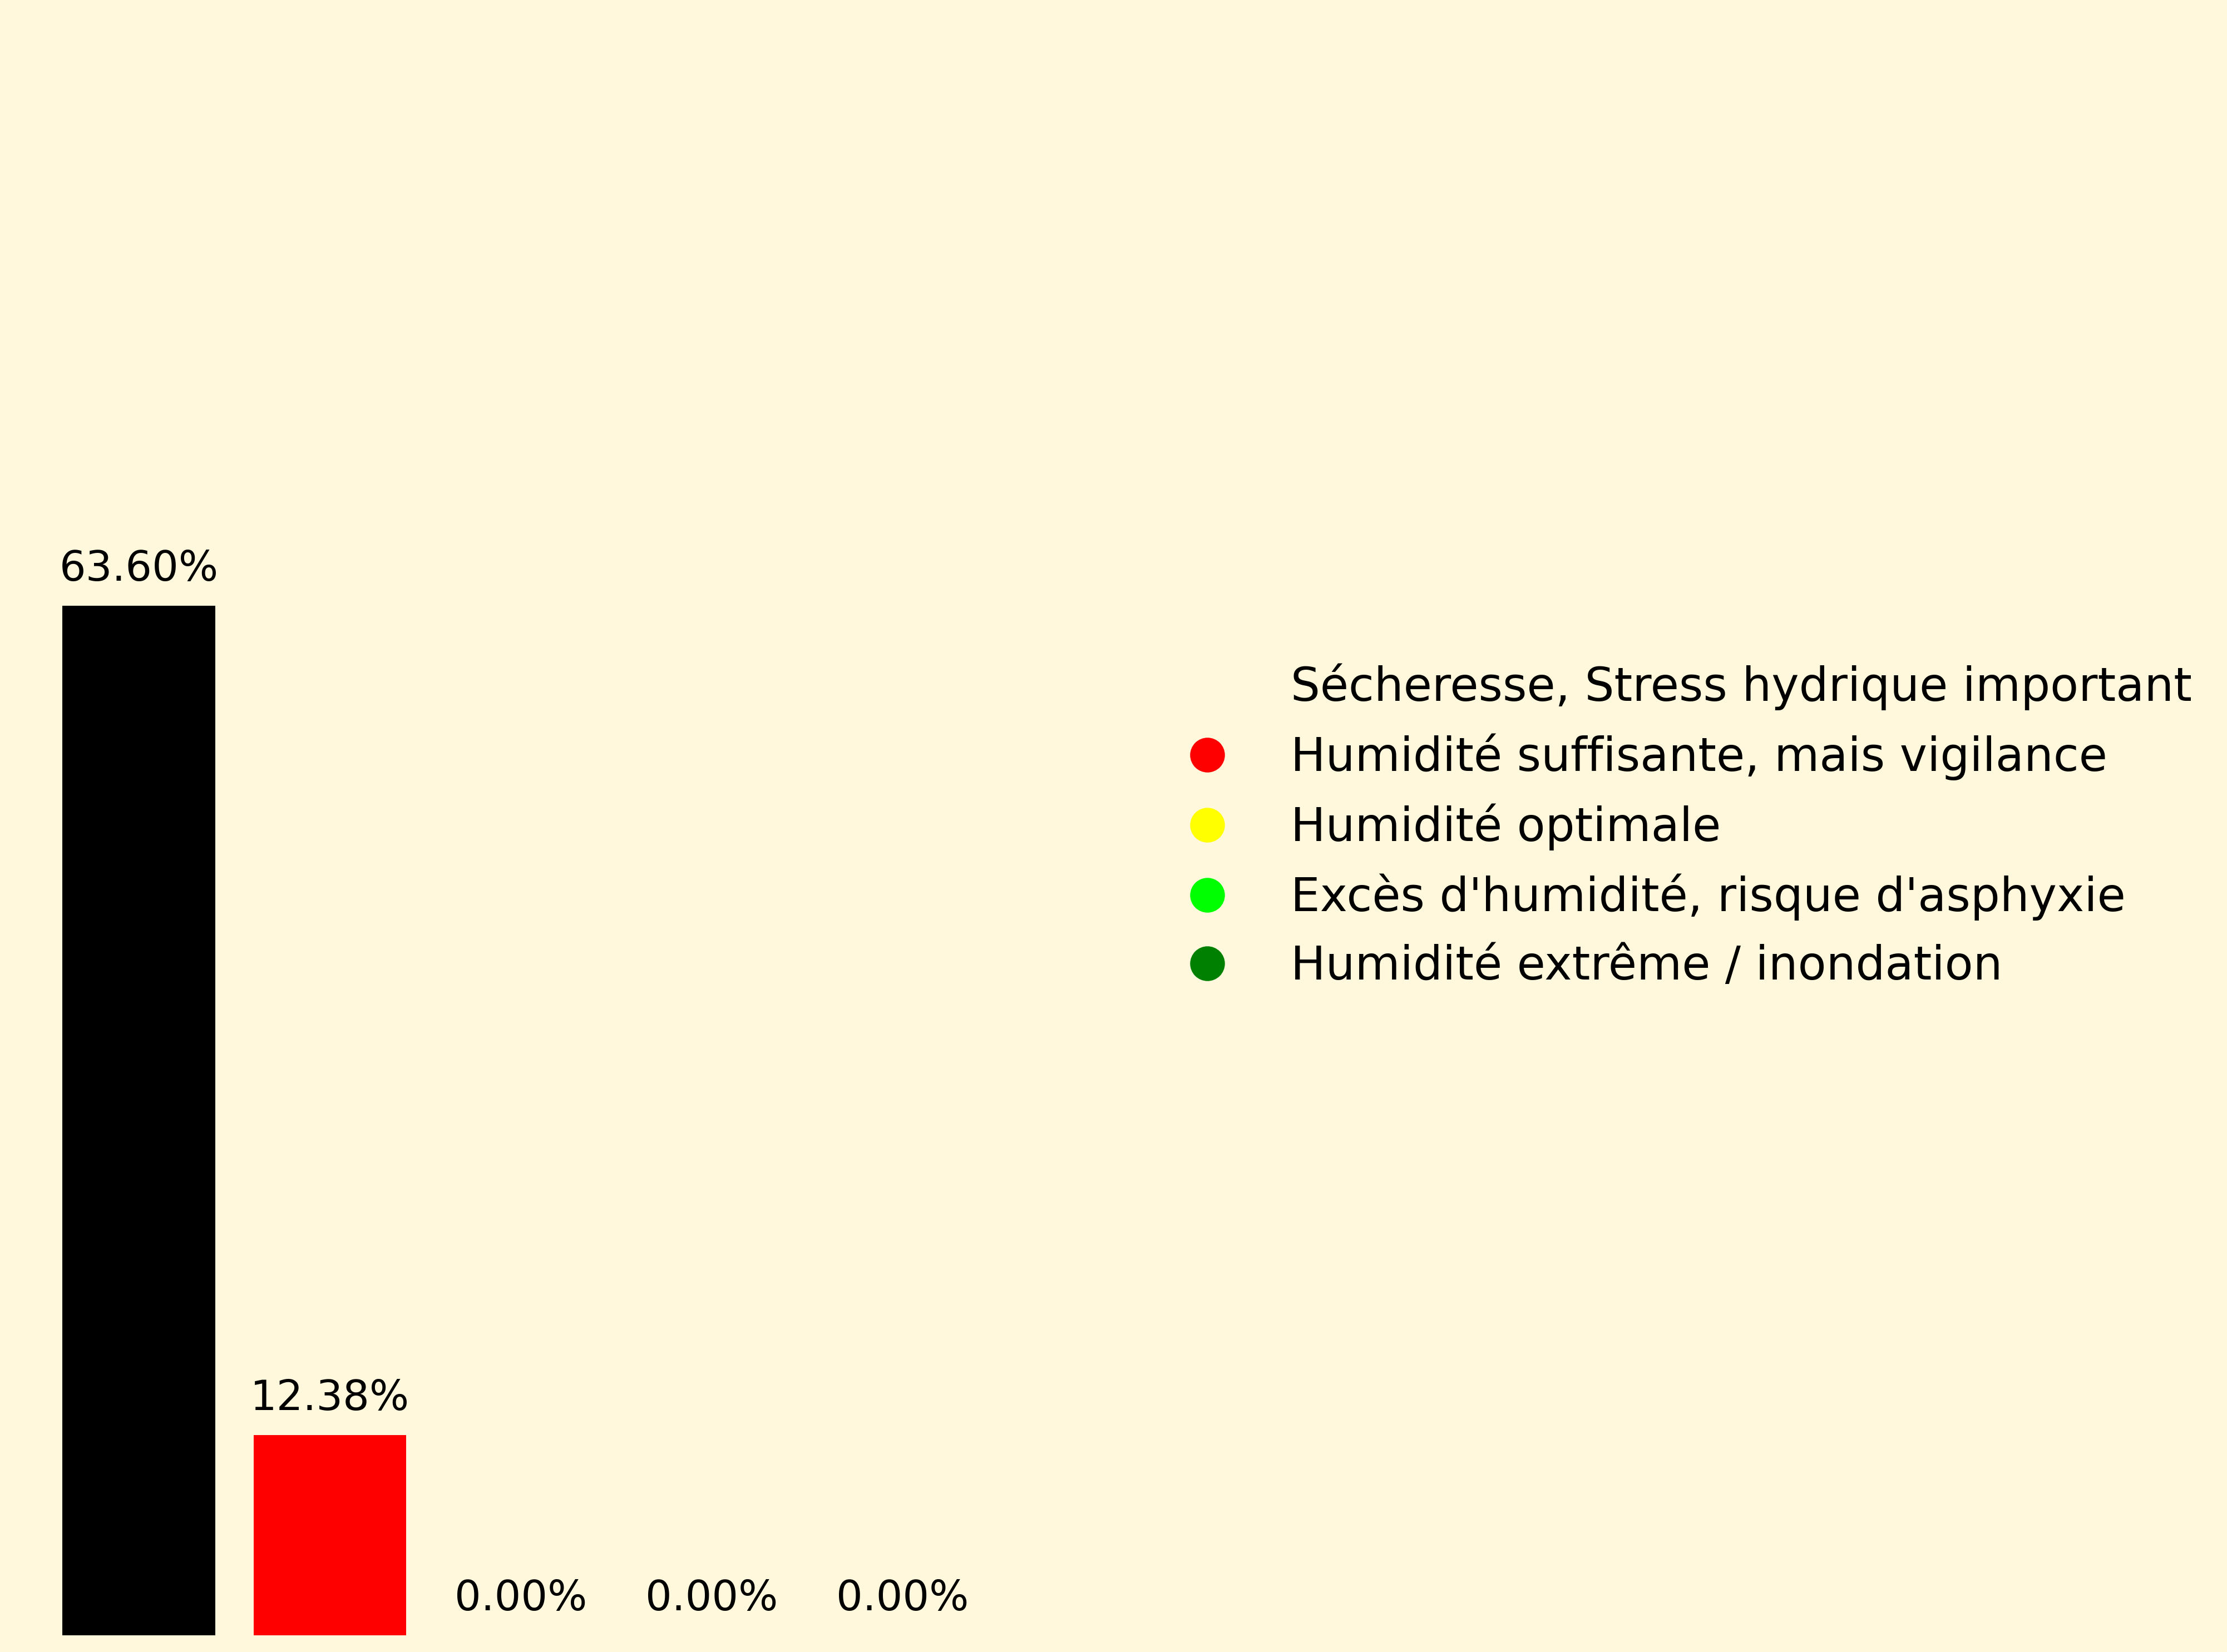 63.60%
12.38%
0.00% 0.00% 0.00%
Sécheresse, Stress hydrique important
Humidité suffisante, mais vigilance
Humidité optimale
Excès d'humidité, risque d'asphyxie
Humidité extrême / inondation